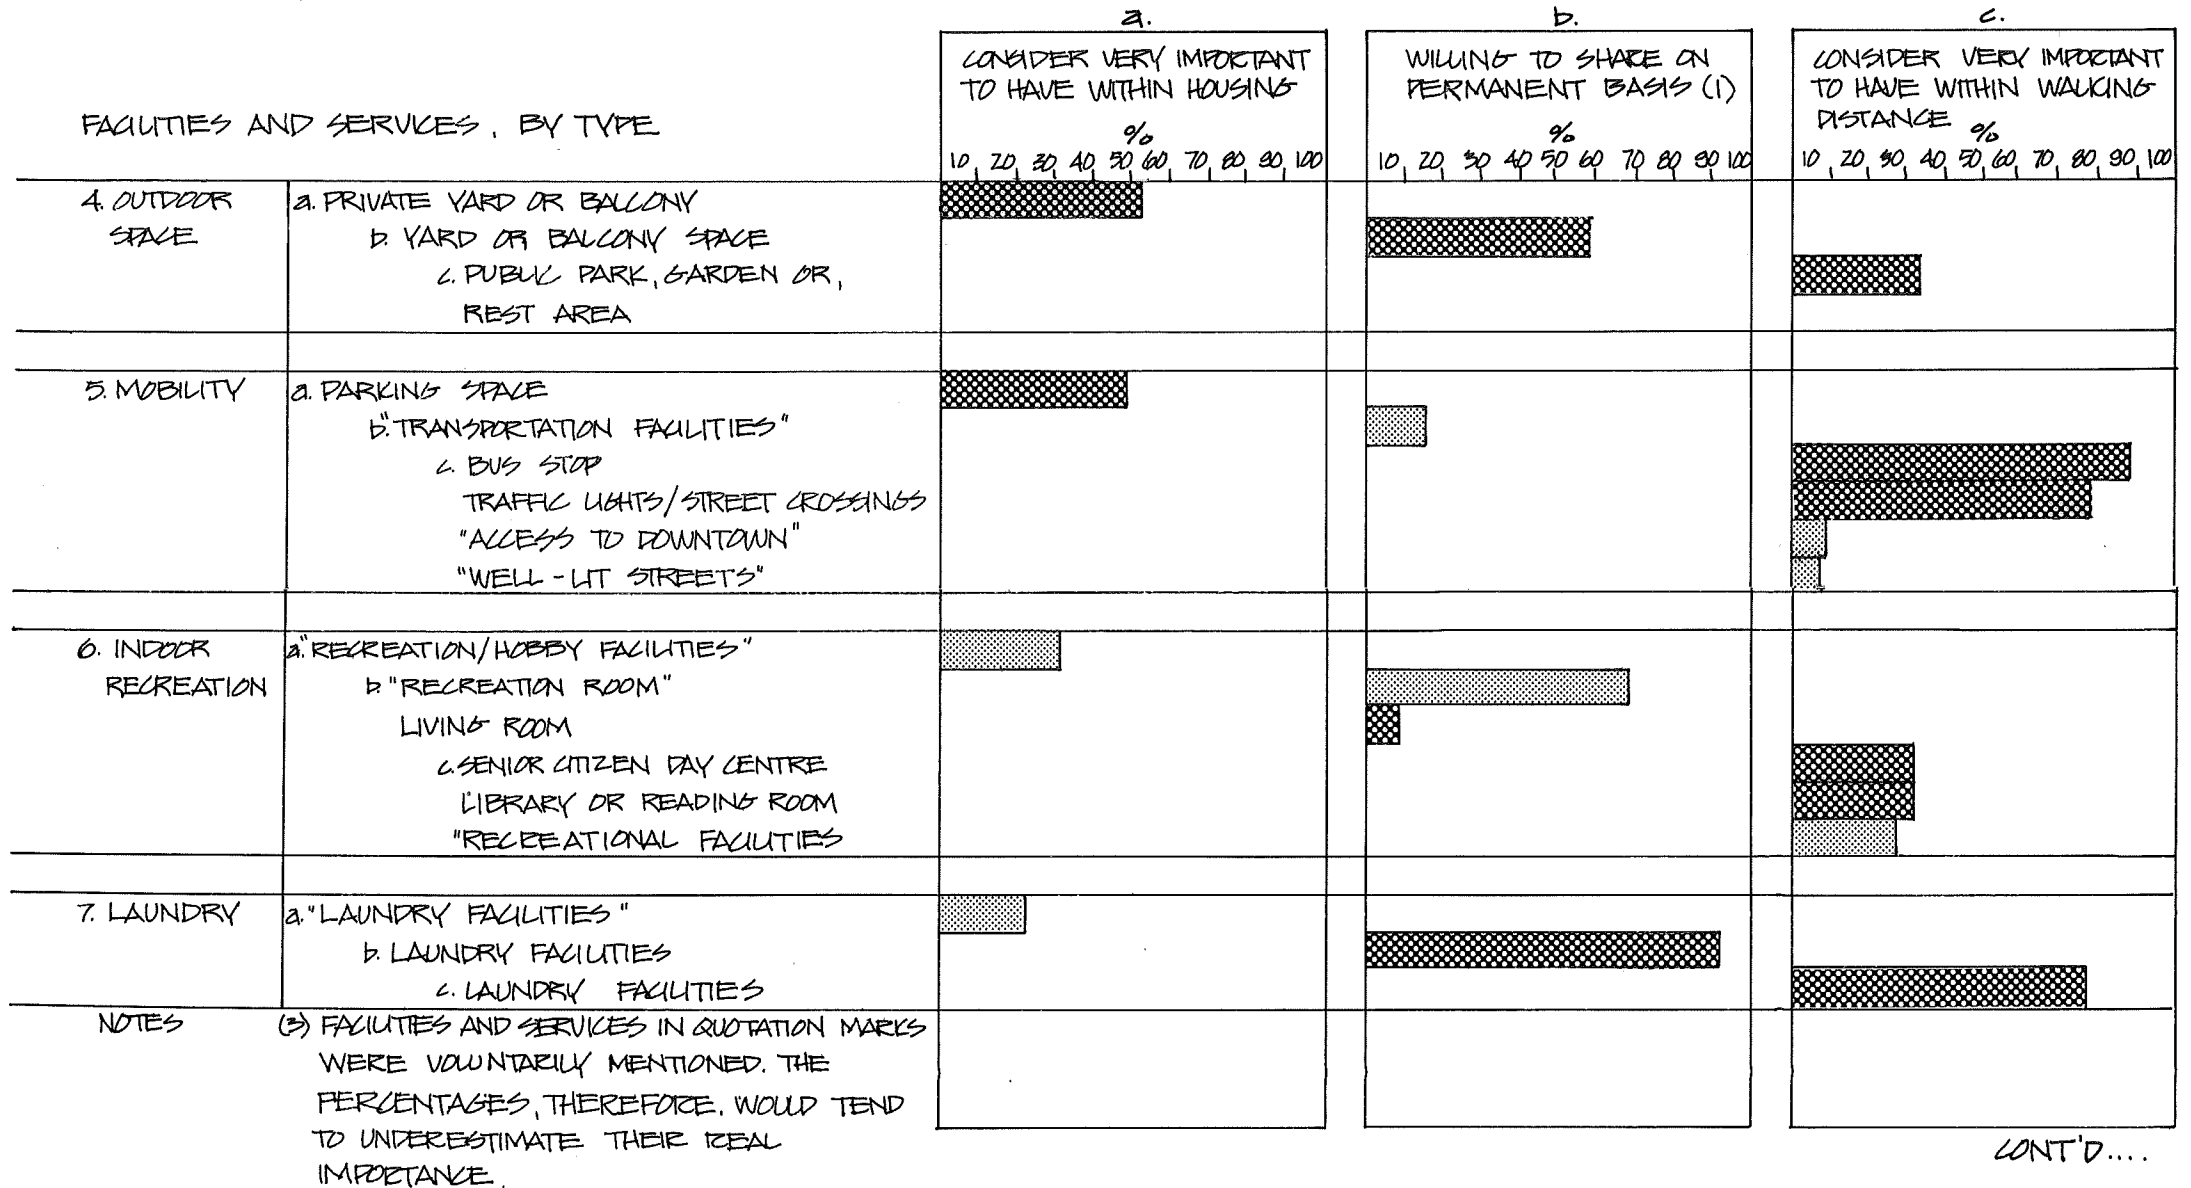 a.
b.
c.
CONSIDER VERY IMPORTANT
TO HAVE WITHIN HOUSING
%
10 20 30 40 50 60 70 80 90 100
WILLING TO SHARE ON
PERMANENT BASIS (1)
%
10 20 30 40 50 60 70 80 90 100
CONSIDER VERY IMPORTANT
TO HAVE WITHIN WALKING
DISTANCE %
10 20 30 40 50 60 70 80 90 100
FACILITIES AND SERVICES, BY TYPE
4. OUTDOOR
SPACE
a. PRIVATE YARD OR BALCONY
b. YARD OR BALCONY SPACE
c. PUBLIC PARK, GARDEN OR,
REST AREA
5. MOBILITY
a. PARKING SPACE
b. "TRANSPORTATION FACILITIES"
c. BUS STOP
TRAFFIC LIGHTS/STREET CROSSINGS
"ACCESS TO DOWNTOWN"
"WELL-LIT STREETS"
6. INDOOR
RECREATION
a. "RECREATION/HOBBY FACILITIES"
b. "RECREATION ROOM"
LIVING ROOM
c. SENIOR CITIZEN DAY CENTRE
LIBRARY OR READING ROOM
"RECREATIONAL FACILITIES
7. LAUNDRY
a. "LAUNDRY FACILITIES"
b. LAUNDRY FACILITIES
c. LAUNDRY FACILITIES
NOTES
(3) FACILITIES AND SERVICES IN QUOTATION MARKS
WERE VOLUNTARILY MENTIONED. THE
PERCENTAGES, THEREFORE. WOULD TEND
TO UNDERESTIMATE THEIR REAL
IMPORTANCE.
CONT'D....